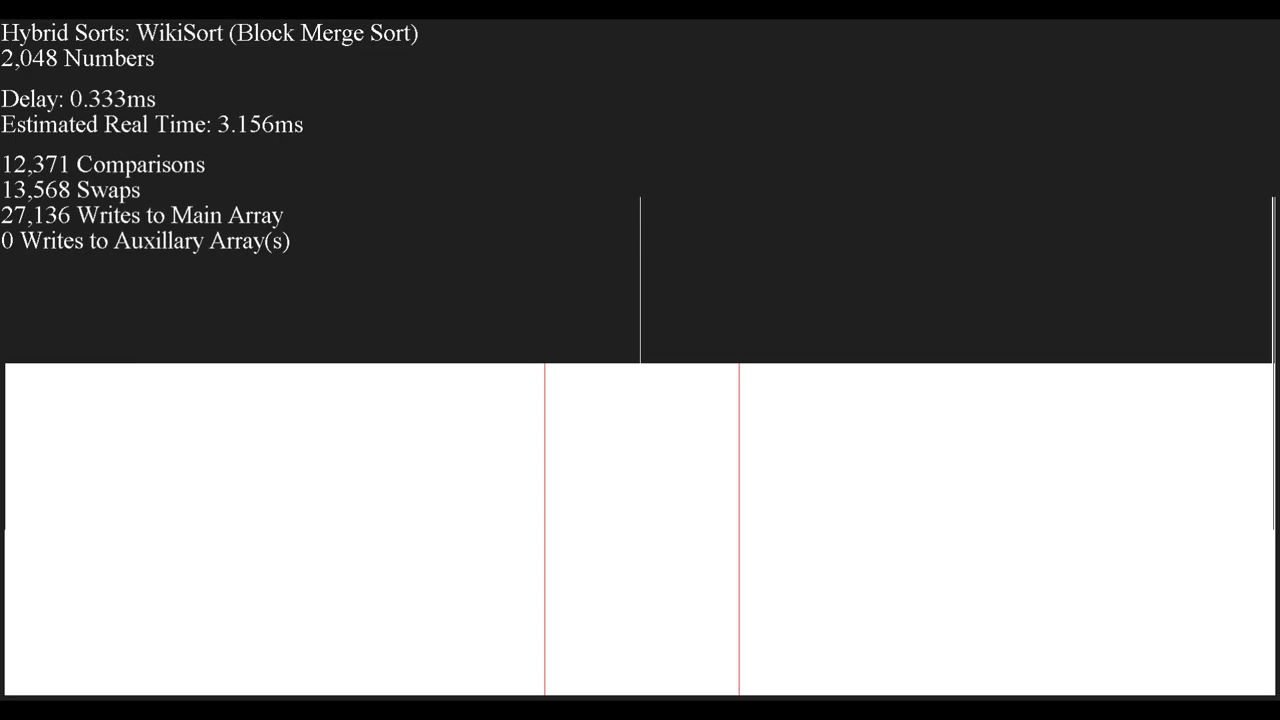 Hybrid Sorts: WikiSort (Block Merge Sort)
2,048 Numbers
Delay: 0.333ms
Estimated Real Time: 3.156ms
12,371 Comparisons
13,568 Swaps
27,136 Writes to Main Array
0 Writes to Auxillary Array(s)